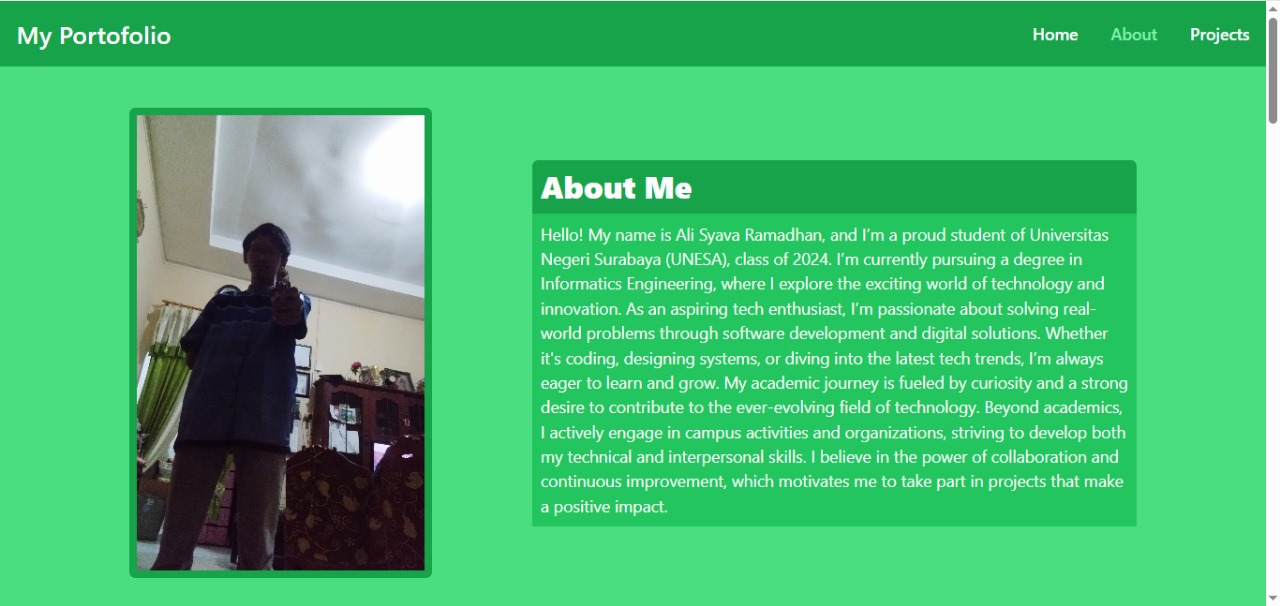 My Portofolio
Home About Projects
About Me
Hello! My name is Ali Syava Ramadhan, and I’m a proud student of Universitas
Negeri Surabaya (UNESA), class of 2024. I’m currently pursuing a degree in
Informatics Engineering, where I explore the exciting world of technology and
innovation. As an aspiring tech enthusiast, I’m passionate about solving real-
world problems through software development and digital solutions. Whether
it's coding, designing systems, or diving into the latest tech trends, I’m always
eager to learn and grow. My academic journey is fueled by curiosity and a strong
desire to contribute to the ever-evolving field of technology. Beyond academics,
I actively engage in campus activities and organizations, striving to develop both
my technical and interpersonal skills. I believe in the power of collaboration and
continuous improvement, which motivates me to take part in projects that make
a positive impact.